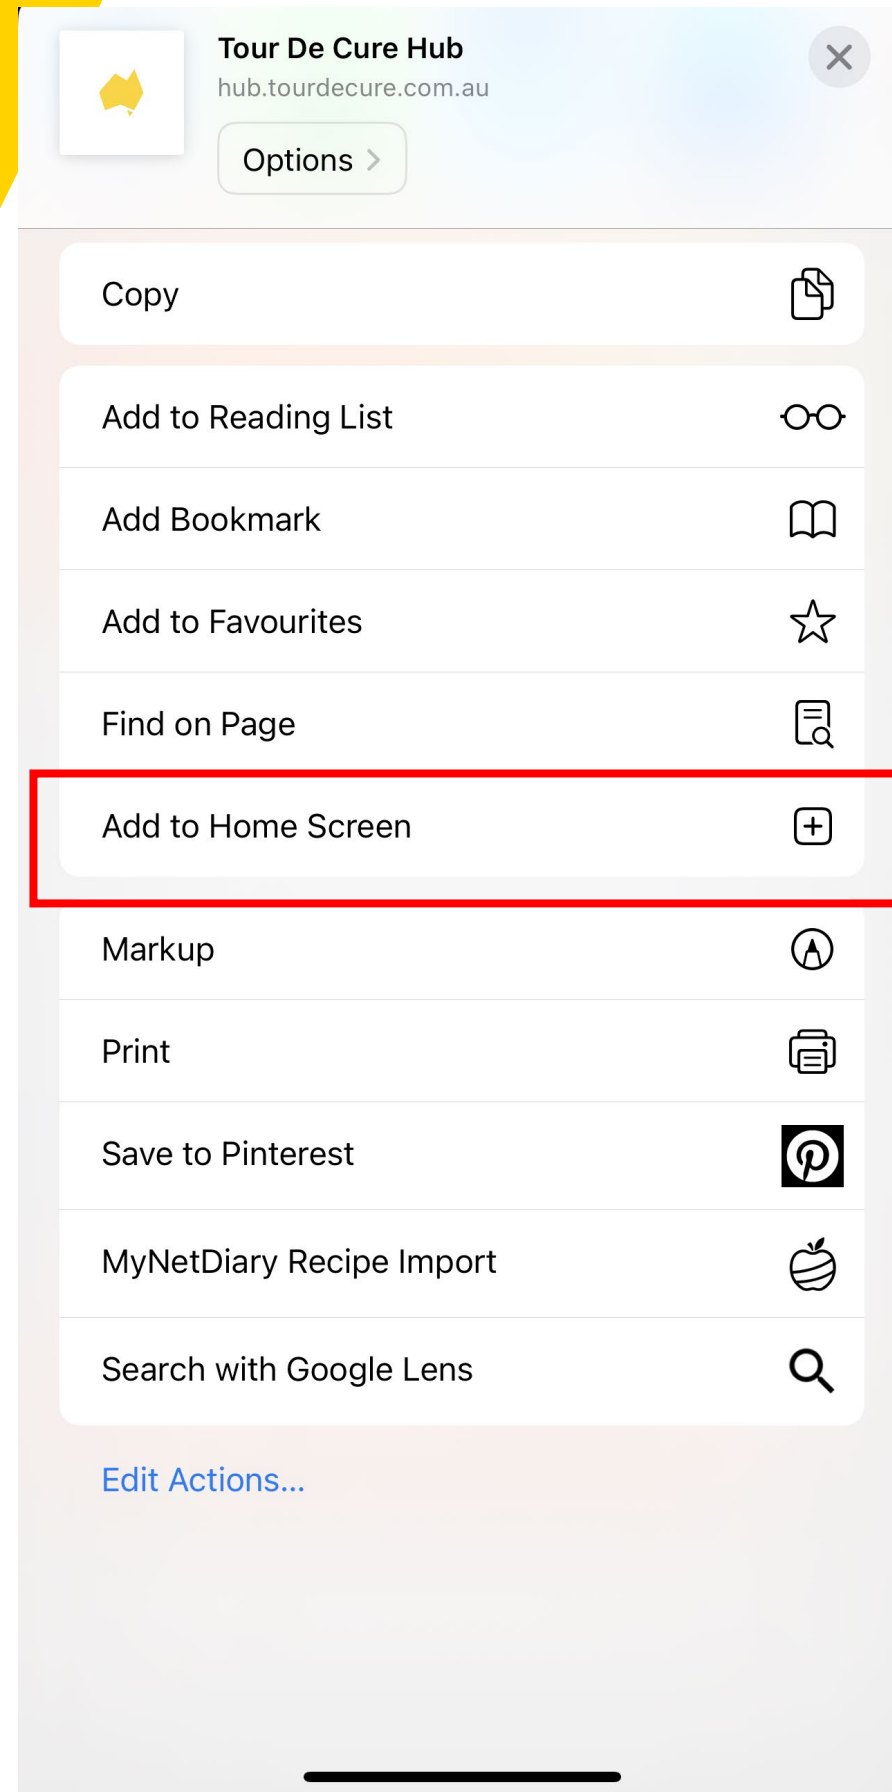 Tour De Cure Hub
hub.tourdecure.com.au
Options
Copy
Add to Reading List
Add Bookmark
Add to Favourites
Find on Page
Add to Home Screen
Markup
Print
Save to Pinterest
MyNetDiary Recipe Import
Search with Google Lens
Edit Actions...